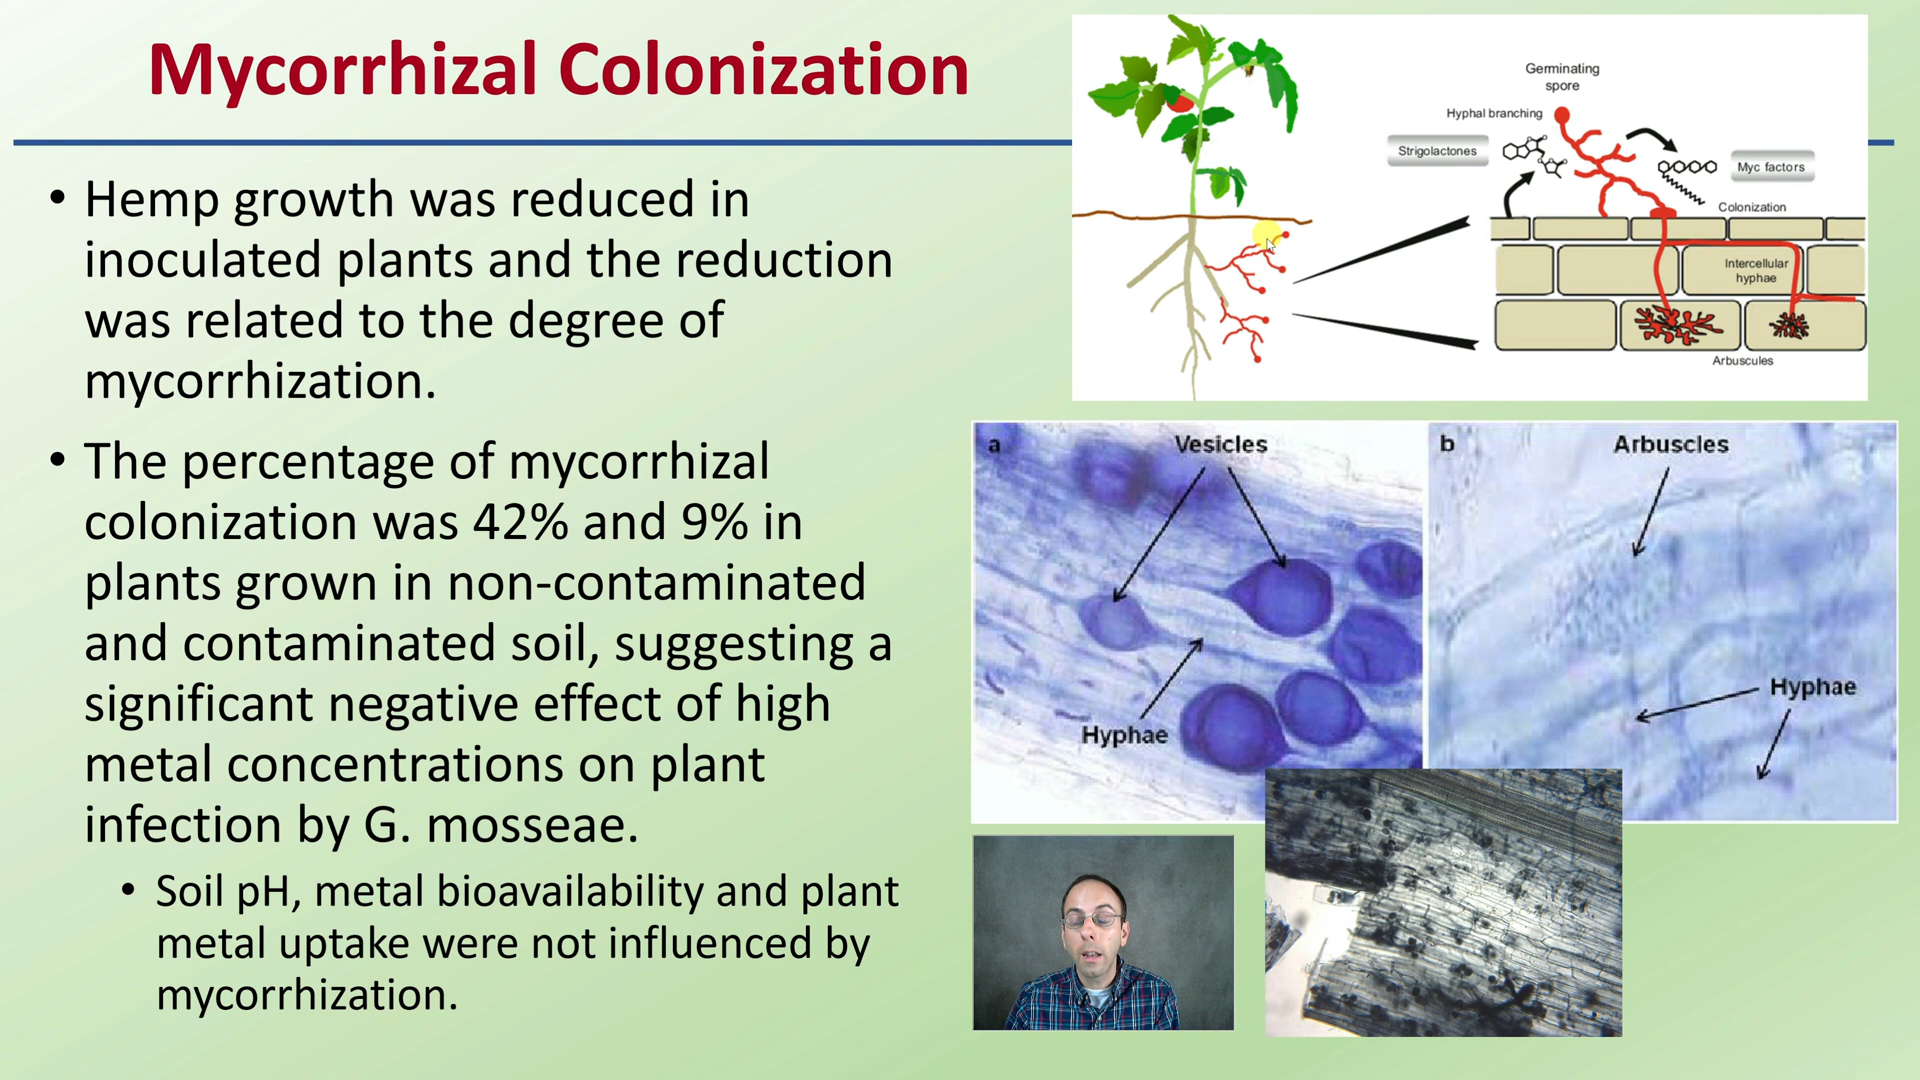 Mycorrhizal Colonization
• Hemp growth was reduced in
inoculated plants and the reduction
was related to the degree of
mycorrhization.
• The percentage of mycorrhizal
colonization was 42% and 9% in
plants grown in non-contaminated
and contaminated soil, suggesting a
significant negative effect of high
metal concentrations on plant
infection by G. mosseae.
• Soil pH, metal bioavailability and plant
metal uptake were not influenced by
mycorrhization.
Germinating
spore
Hyphal branching
Strigolactones
Myc factors
Colonization
Intercellular
hyphae
Arbuscules
a
Vesicles
Hyphae
b
Arbuscles
Hyphae